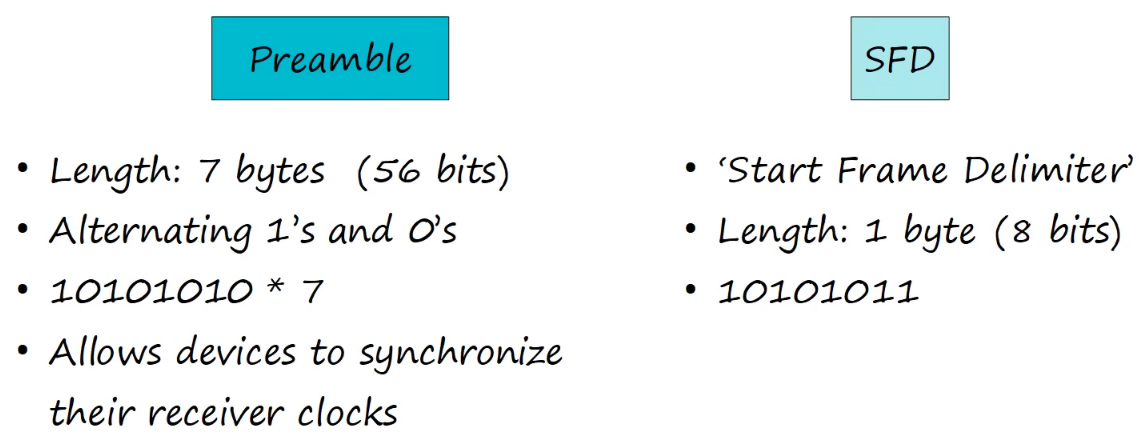 Preamble
• Length: 7 bytes (56 bits)
• Alternating 1's and 0's
• 10101010 * 7
• Allows devices to synchronize
their receiver clocks
SFD
• ‘Start Frame Delimiter’
• Length: 1 byte (8 bits)
• 10101011